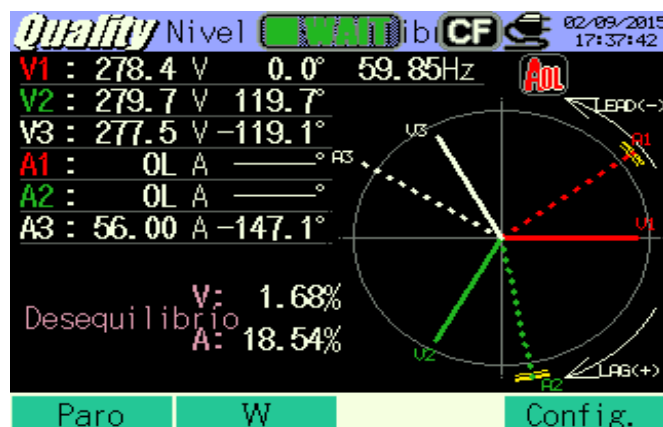 Quality Nivel WAIT ibi CF 02/09/2015
17:37:42
V1 : 278.4 V 0.0° 59.85Hz
AOL
V2 : 279.7 V 119.7°
LEAD(-)
V3 : 277.5 V -119.1°
V3
A1
A1 : OL A ———°
A3
A2 : OL A ———°
A3 : 56.00 A -147.1°
V1
V: 1.68%
Desequilibrio
A: 18.54%
V2
LAG(+)
A2
Paro W Config.